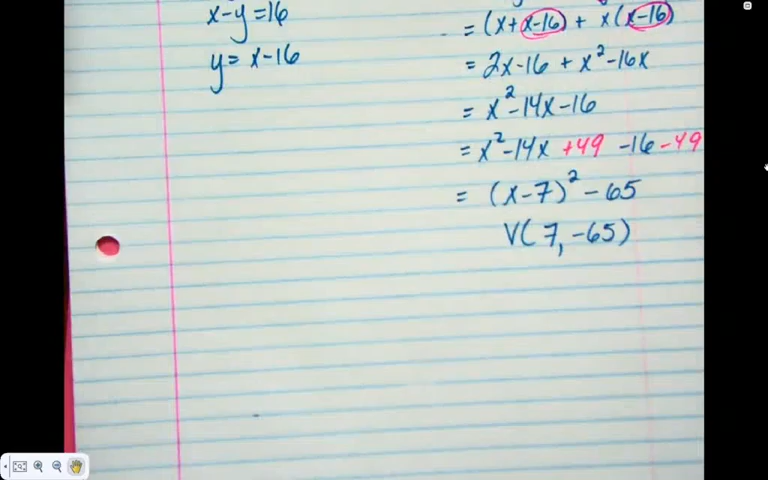 x-y=16
y= x-16
= (x+x-16) + x(x-16)
= 2x-16 + x²-16x
= x²-14x-16
= x²-14x +49 -16-49
= (x-7)² - 65
V(7, -65)